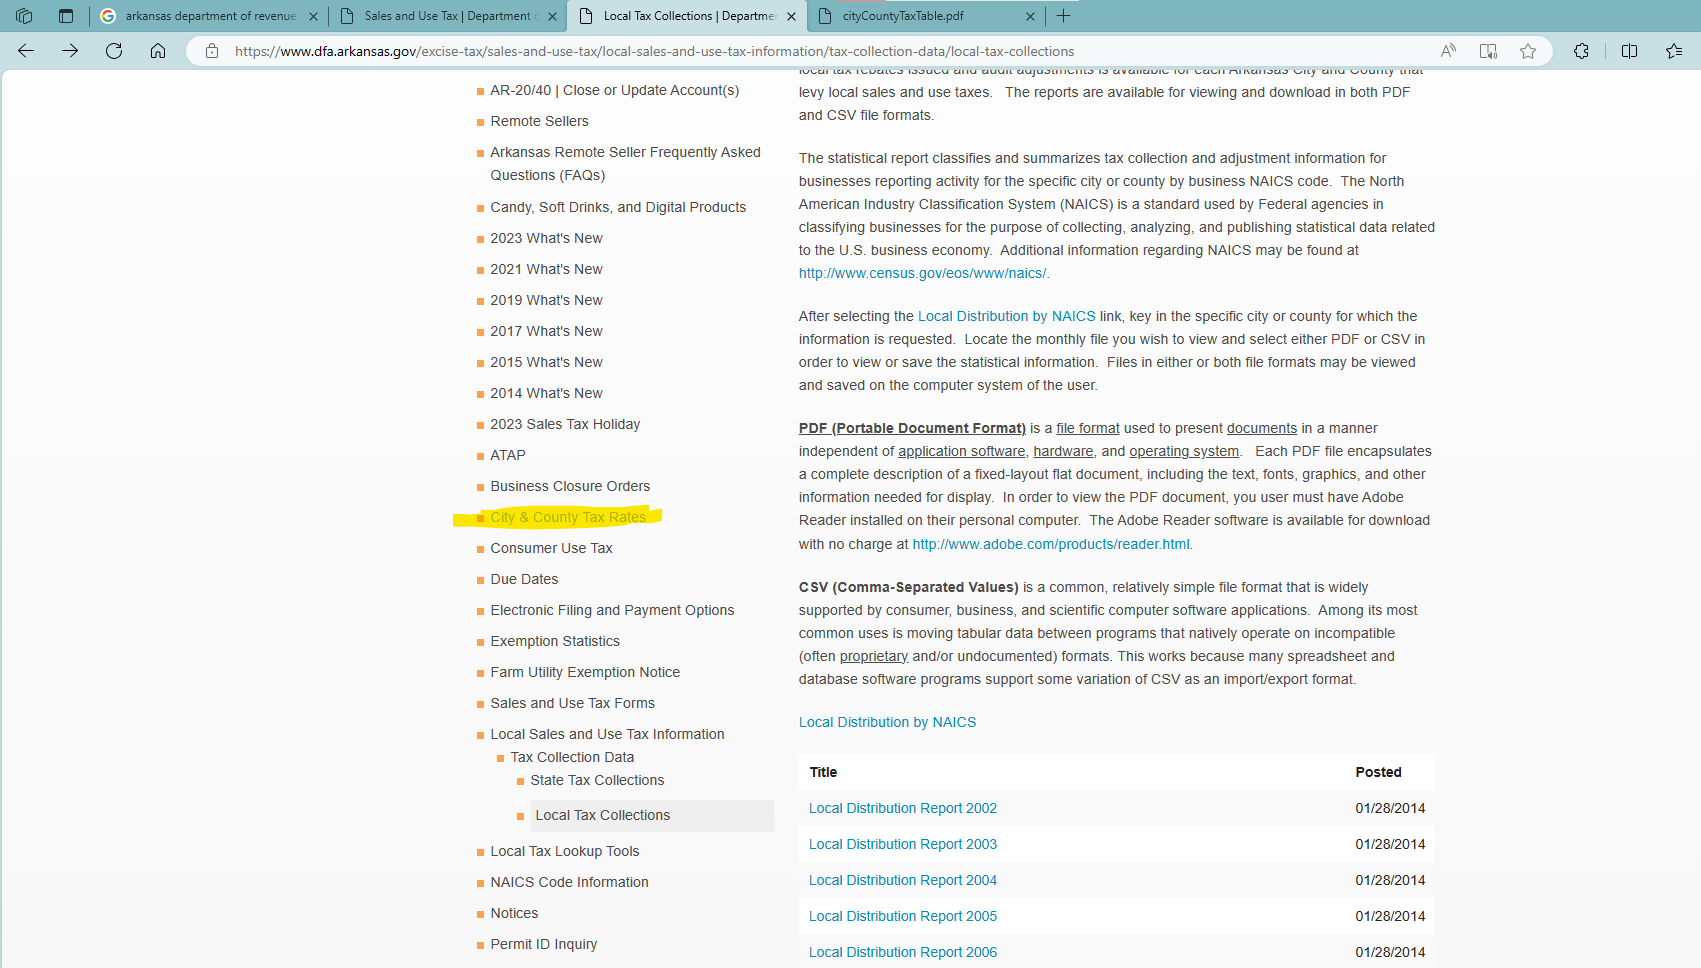 arkansas department of revenue
Sales and Use Tax | Department
Local Tax Collections | Departme
cityCountyTaxTable.pdf
https://www.dfa.arkansas.gov/excise-tax/sales-and-use-tax/local-sales-and-use-tax-information/tax-collection-data/local-tax-collections
AR-20/40 | Close or Update Account(s)
Remote Sellers
Arkansas Remote Seller Frequently Asked
Questions (FAQs)
Candy, Soft Drinks, and Digital Products
2023 What's New
2021 What's New
2019 What's New
2017 What's New
2015 What's New
2014 What's New
2023 Sales Tax Holiday
ATAP
Business Closure Orders
City & County Tax Rates
Consumer Use Tax
Due Dates
Electronic Filing and Payment Options
Exemption Statistics
Farm Utility Exemption Notice
Sales and Use Tax Forms
Local Sales and Use Tax Information
Tax Collection Data
State Tax Collections
Local Tax Collections
Local Tax Lookup Tools
NAICS Code Information
Notices
Permit ID Inquiry
local tax rebates issued and audit adjustments is available for each Arkansas City and County that
levy local sales and use taxes. The reports are available for viewing and download in both PDF
and CSV file formats.
The statistical report classifies and summarizes tax collection and adjustment information for
businesses reporting activity for the specific city or county by business NAICS code. The North
American Industry Classification System (NAICS) is a standard used by Federal agencies in
classifying businesses for the purpose of collecting, analyzing, and publishing statistical data related
to the U.S. business economy. Additional information regarding NAICS may be found at
http://www.census.gov/eos/www/naics/.
After selecting the Local Distribution by NAICS link, key in the specific city or county for which the
information is requested. Locate the monthly file you wish to view and select either PDF or CSV in
order to view or save the statistical information. Files in either or both file formats may be viewed
and saved on the computer system of the user.
PDF (Portable Document Format) is a file format used to present documents in a manner
independent of application software, hardware, and operating system. Each PDF file encapsulates
a complete description of a fixed-layout flat document, including the text, fonts, graphics, and other
information needed for display. In order to view the PDF document, you user must have Adobe
Reader installed on their personal computer. The Adobe Reader software is available for download
with no charge at http://www.adobe.com/products/reader.html.
CSV (Comma-Separated Values) is a common, relatively simple file format that is widely
supported by consumer, business, and scientific computer software applications. Among its most
common uses is moving tabular data between programs that natively operate on incompatible
(often proprietary and/or undocumented) formats. This works because many spreadsheet and
database software programs support some variation of CSV as an import/export format.
Local Distribution by NAICS
Title Posted
Local Distribution Report 2002 01/28/2014
Local Distribution Report 2003 01/28/2014
Local Distribution Report 2004 01/28/2014
Local Distribution Report 2005 01/28/2014
Local Distribution Report 2006 01/28/2014